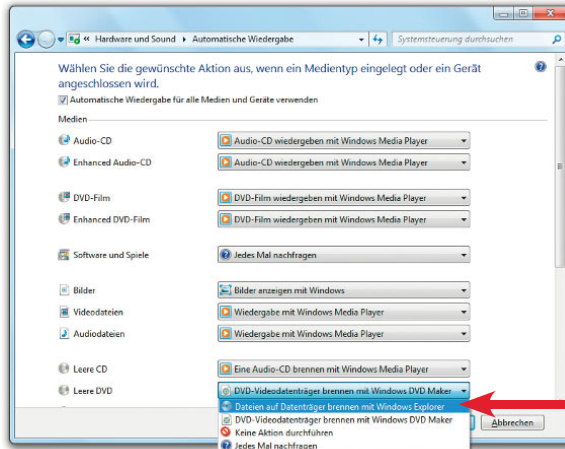 « Hardware und Sound ▸ Automatische Wiedergabe
Systemsteuerung durchsuchen
Wählen Sie die gewünschte Aktion aus, wenn ein Medientyp eingelegt oder ein Gerät
angeschlossen wird.
Automatische Wiedergabe für alle Medien und Geräte verwenden
Medien
Audio-CD Audio-CD wiedergeben mit Windows Media Player
Enhanced Audio-CD Audio-CD wiedergeben mit Windows Media Player
DVD-Film DVD-Film wiedergeben mit Windows Media Player
Enhanced DVD-Film DVD-Film wiedergeben mit Windows Media Player
Software und Spiele Jedes Mal nachfragen
Bilder Bilder anzeigen mit Windows
Videodateien Wiedergabe mit Windows Media Player
Audiodateien Wiedergabe mit Windows Media Player
Leere CD Eine Audio-CD brennen mit Windows Media Player
Leere DVD DVD-Videodatenträger brennen mit Windows DVD Maker
Dateien auf Datenträger brennen mit Windows Explorer
DVD-Videodatenträger brennen mit Windows DVD Maker
Abbrechen
Keine Aktion durchführen
Jedes Mal nachfragen